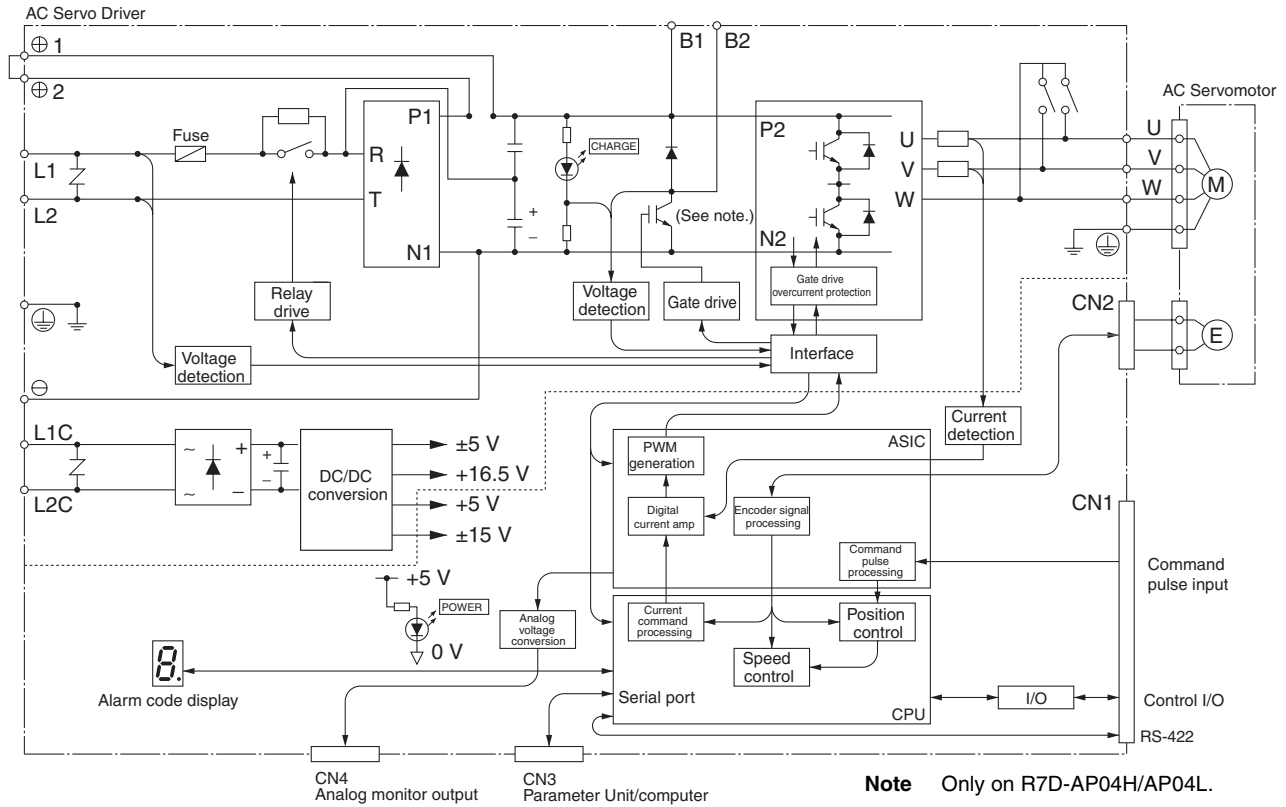 AC Servo Driver
⊕ 1
⊕ 2
B1 B2
AC Servomotor
Fuse
P1
R
T
N1
L1
L2
CHARGE
+
−
(See note.)
P2
N2
U
V
W
Gate drive
overcurrent protection
U
V
W
M
Relay
drive
Voltage
detection
Gate drive
Interface
CN2
E
Voltage
detection
⊖
L1C
L2C
~
~
+
−
+
−
DC/DC
conversion
±5 V
+16.5 V
+5 V
±15 V
ASIC
PWM
generation
Current
detection
Digital
current amp
Encoder signal
processing
Command
pulse
processing
CN1
Command
pulse input
+5 V
POWER
0 V
Analog
voltage
conversion
Current
command
processing
Position
control
Speed
control
8.
Alarm code display
Serial port
CPU
I/O
Control I/O
RS-422
CN4
Analog monitor output
CN3
Parameter Unit/computer
Note Only on R7D-AP04H/AP04L.